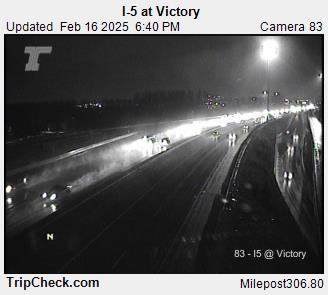 I-5 at Victory
Updated Feb 16 2025 6:40 PM Camera 83
T
N
83 - I5 @ Victory
TripCheck.com Milepost306.80